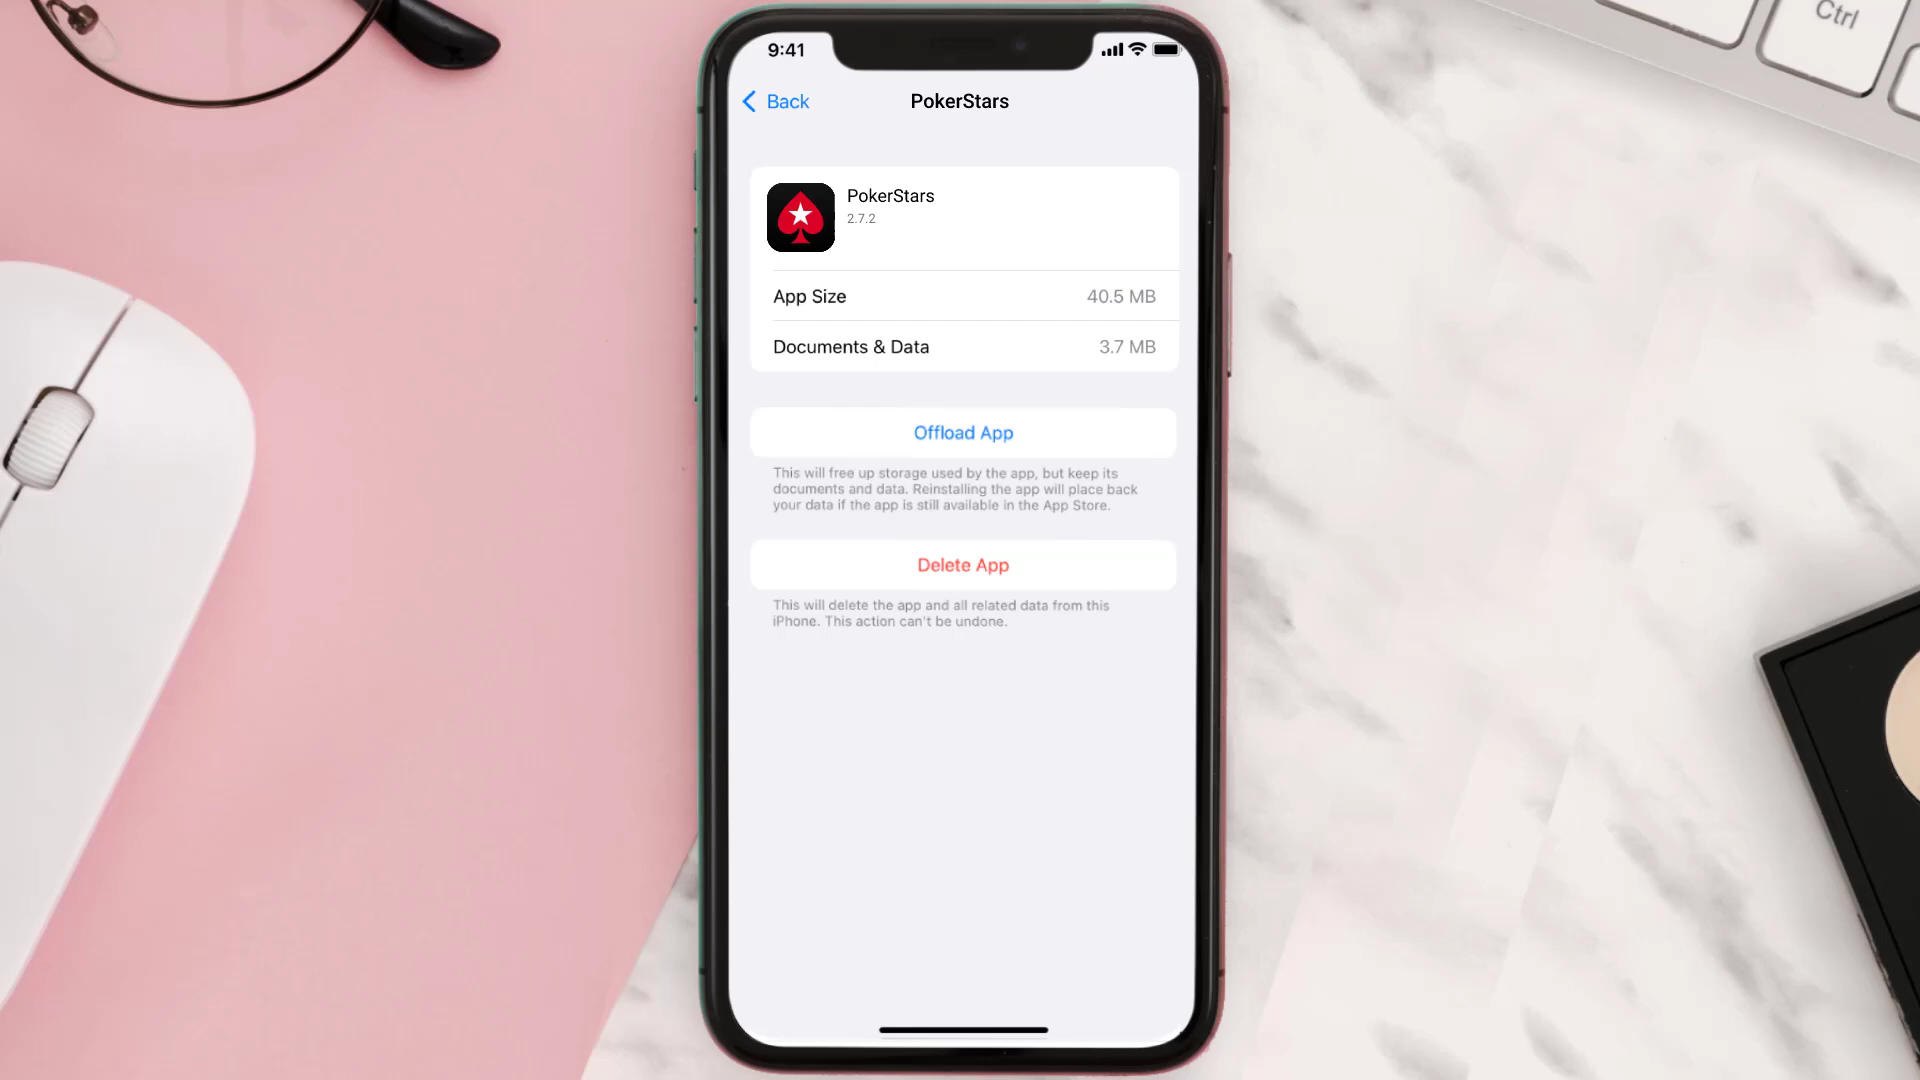 Ctrl
9:41
Back
PokerStars
PokerStars
2.7.2
App Size 40.5 MB
Documents & Data 3.7 MB
Offload App
This will free up storage used by the app, but keep its
documents and data. Reinstalling the app will place back
your data if the app is still available in the App Store.
Delete App
This will delete the app and all related data from this
iPhone. This action can't be undone.